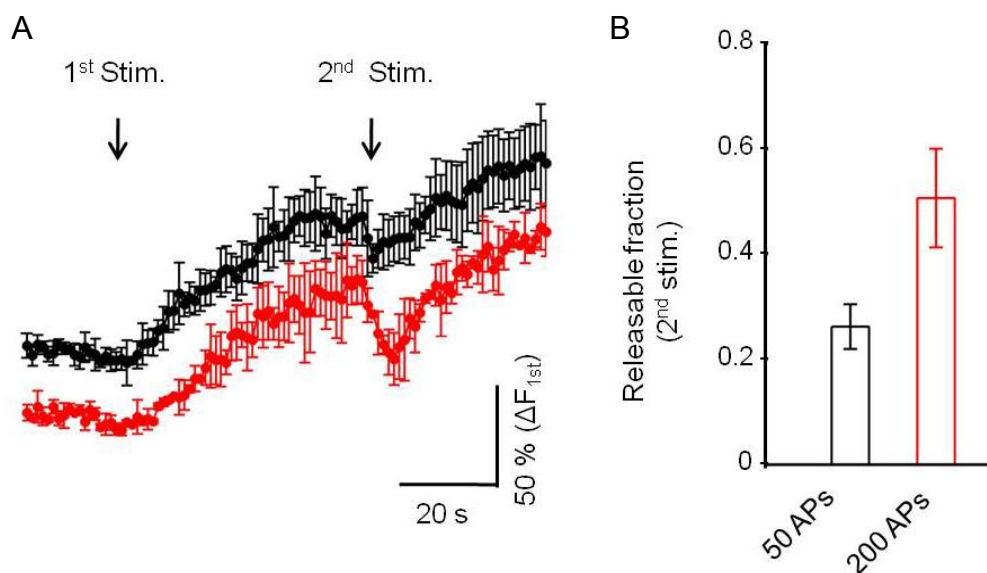 A
1st Stim.
2nd Stim.
50 % (ΔF1st)
20 s
B
Releasable fraction
(2nd stim.)
0.8
0.6
0.4
0.2
0
50 APs
200 APs